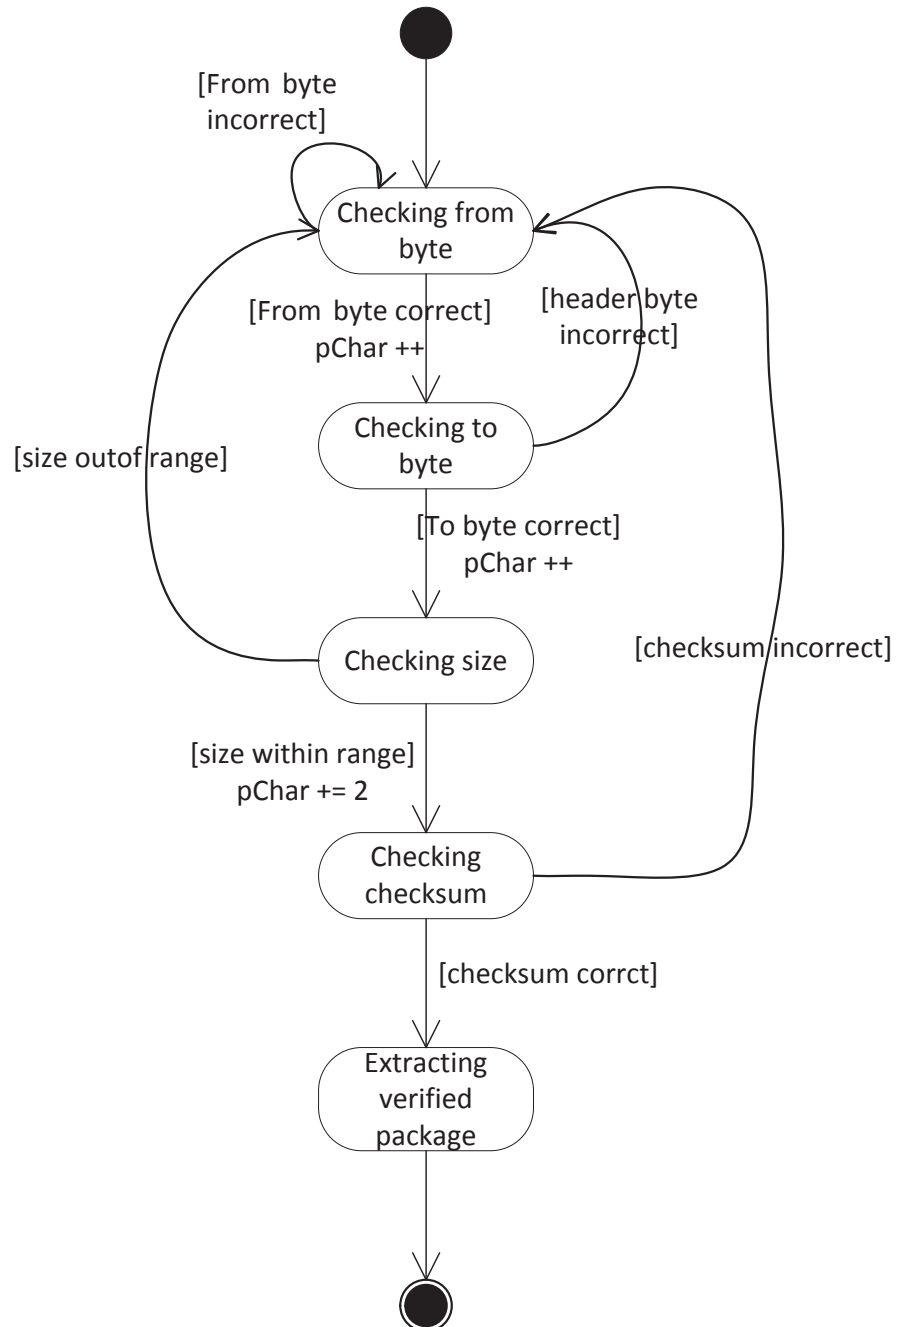 [From byte
incorrect]
Checking from
byte
[From byte correct]
pChar ++
[header byte
incorrect]
Checking to
byte
[size outof range]
[To byte correct]
pChar ++
Checking size
[checksum incorrect]
[size within range]
pChar += 2
Checking
checksum
[checksum corrct]
Extracting
verified
package